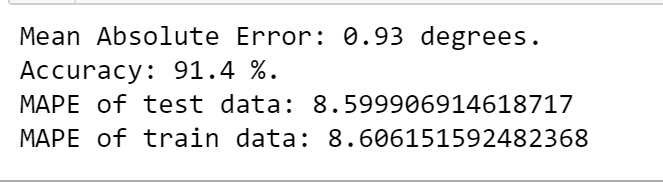 Mean Absolute Error: 0.93 degrees.
Accuracy: 91.4 %.
MAPE of test data: 8.599906914618717
MAPE of train data: 8.606151592482368